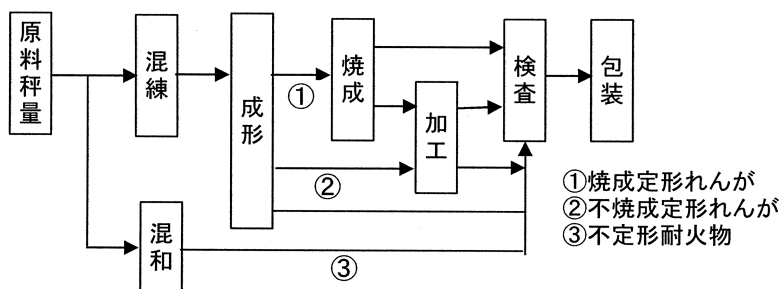 原料秤量
混練
成形
焼成
加工
検査
包装
混和
①
②
③
①焼成定形れんが
②不焼成定形れんが
③不定形耐火物